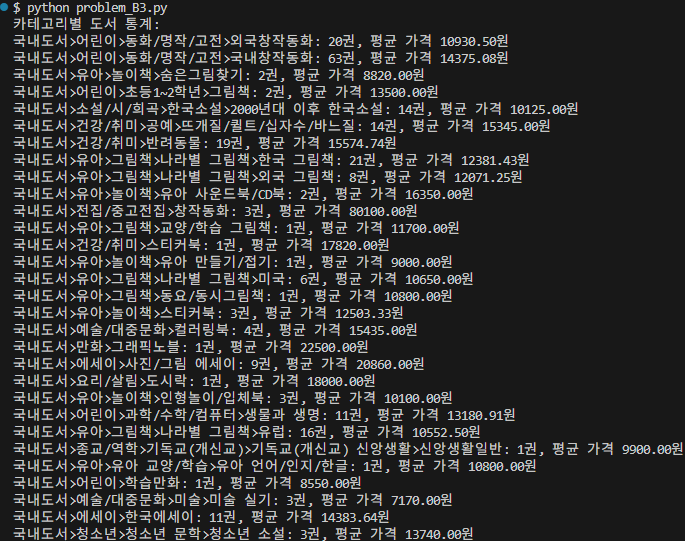 $ python problem_B3.py
카테고리별 도서 통계:
국내도서>어린이>동화/명작/고전>외국창작동화: 20권, 평균 가격 10930.50원
국내도서>어린이>동화/명작/고전>국내창작동화: 63권, 평균 가격 14375.08원
국내도서>유아>놀이책>숨은그림찾기: 2권, 평균 가격 8820.00원
국내도서>어린이>초등1~2학년>그림책: 2권, 평균 가격 13500.00원
국내도서>소설/시/희곡>한국소설>2000년대 이후 한국소설: 14권, 평균 가격 10125.00원
국내도서>건강/취미>공예>뜨개질/퀼트/십자수/바느질: 14권, 평균 가격 15345.00원
국내도서>건강/취미>반려동물: 19권, 평균 가격 15574.74원
국내도서>유아>그림책>나라별 그림책>한국 그림책: 21권, 평균 가격 12381.43원
국내도서>유아>그림책>나라별 그림책>외국 그림책: 8권, 평균 가격 12071.25원
국내도서>유아>놀이책>유아 사운드북/CD북: 2권, 평균 가격 16350.00원
국내도서>전집/중고전집>창작동화: 3권, 평균 가격 80100.00원
국내도서>유아>그림책>교양/학습 그림책: 1권, 평균 가격 11700.00원
국내도서>건강/취미>스티커북: 1권, 평균 가격 17820.00원
국내도서>유아>놀이책>유아 만들기/접기: 1권, 평균 가격 9000.00원
국내도서>유아>그림책>나라별 그림책>미국: 6권, 평균 가격 10650.00원
국내도서>유아>그림책>동요/동시그림책: 1권, 평균 가격 10800.00원
국내도서>유아>놀이책>스티커북: 3권, 평균 가격 12503.33원
국내도서>예술/대중문화>컬러링북: 4권, 평균 가격 15435.00원
국내도서>만화>그래픽노블: 1권, 평균 가격 22500.00원
국내도서>에세이>사진/그림 에세이: 9권, 평균 가격 20860.00원
국내도서>요리/살림>도시락: 1권, 평균 가격 18000.00원
국내도서>유아>놀이책>인형놀이/입체북: 3권, 평균 가격 10100.00원
국내도서>어린이>과학/수학/컴퓨터>생물과 생명: 11권, 평균 가격 13180.91원
국내도서>유아>그림책>나라별 그림책>유럽: 16권, 평균 가격 10552.50원
국내도서>종교/역학>기독교(개신교)>기독교(개신교) 신앙생활>신앙생활일반: 1권, 평균 가격 9900.00원
국내도서>유아>유아 교양/학습>유아 언어/인지/한글: 1권, 평균 가격 10800.00원
국내도서>어린이>학습만화: 1권, 평균 가격 8550.00원
국내도서>예술/대중문화>미술>미술 실기: 3권, 평균 가격 7170.00원
국내도서>에세이>한국에세이: 11권, 평균 가격 14383.64원
국내도서>청소년>청소년 문학>청소년 소설: 3권, 평균 가격 13740.00원